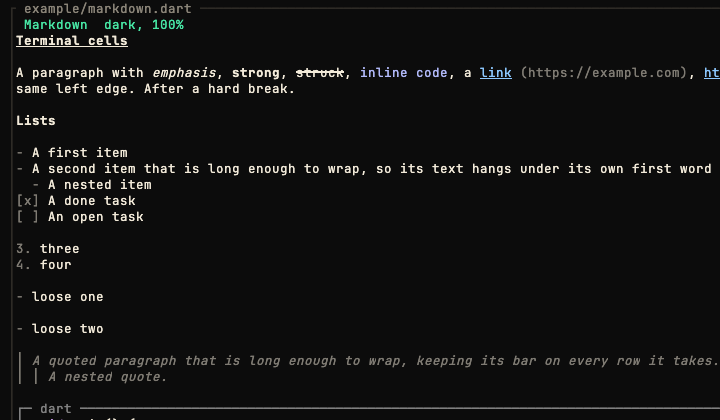 example/markdown.dart
Markdown dark, 100%
Terminal cells
A paragraph with emphasis, strong, struck, inline code, a link (https://example.com), ht
same left edge. After a hard break.
Lists
- A first item
- A second item that is long enough to wrap, so its text hangs under its own first word
- A nested item
[x] A done task
[ ] An open task
3. three
4. four
- loose one
- loose two
A quoted paragraph that is long enough to wrap, keeping its bar on every row it takes.
A nested quote.
dart